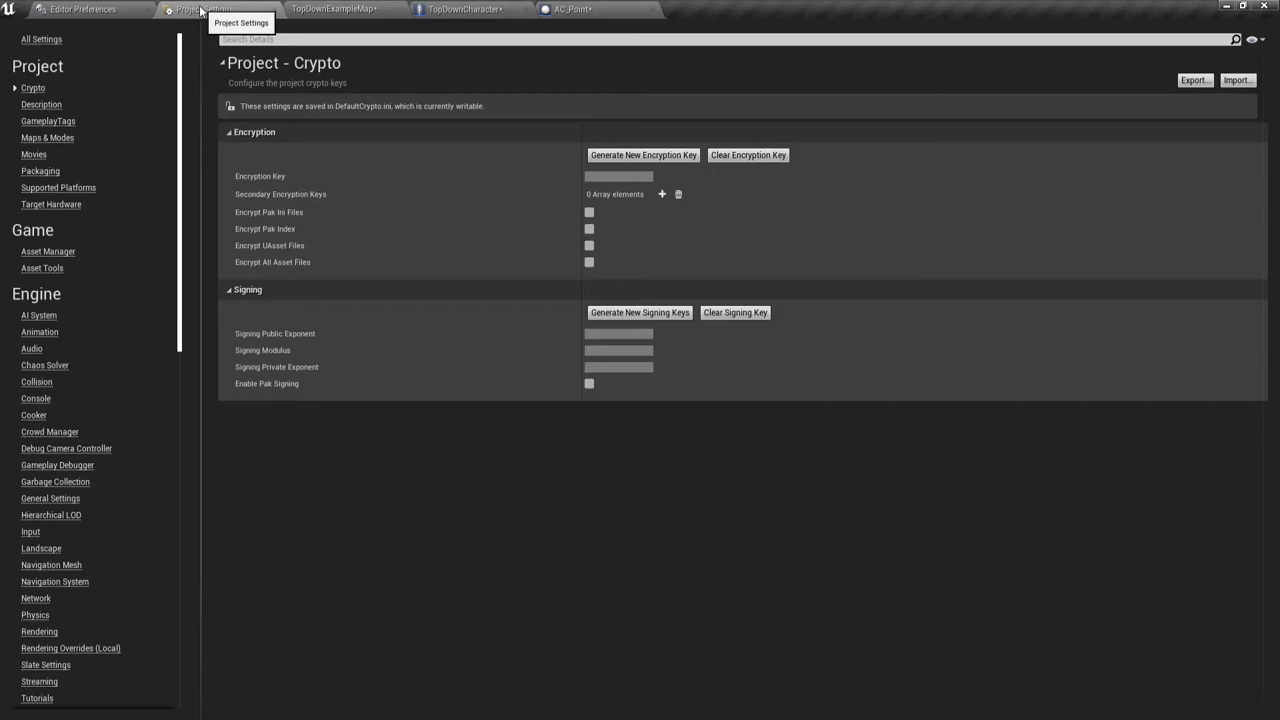 Editor Preferences
Project Settings
TopDownExampleMap*
TopDownCharacter*
AC_Point*
Project Settings
All Settings
Search Details
Project
Crypto
Description
GameplayTags
Maps & Modes
Movies
Packaging
Supported Platforms
Target Hardware
Game
Asset Manager
Asset Tools
Engine
AI System
Animation
Audio
Chaos Solver
Collision
Console
Cooker
Crowd Manager
Debug Camera Controller
Gameplay Debugger
Garbage Collection
General Settings
Hierarchical LOD
Input
Landscape
Navigation Mesh
Navigation System
Network
Physics
Rendering
Rendering Overrides (Local)
Slate Settings
Streaming
Tutorials
Project - Crypto
Configure the project crypto keys
Export...
Import...
These settings are saved in DefaultCrypto.ini, which is currently writable.
Encryption
Generate New Encryption Key
Clear Encryption Key
Encryption Key
Secondary Encryption Keys
0 Array elements
Encrypt Pak Ini Files
Encrypt Pak Index
Encrypt UAsset Files
Encrypt All Asset Files
Signing
Generate New Signing Keys
Clear Signing Key
Signing Public Exponent
Signing Modulus
Signing Private Exponent
Enable Pak Signing